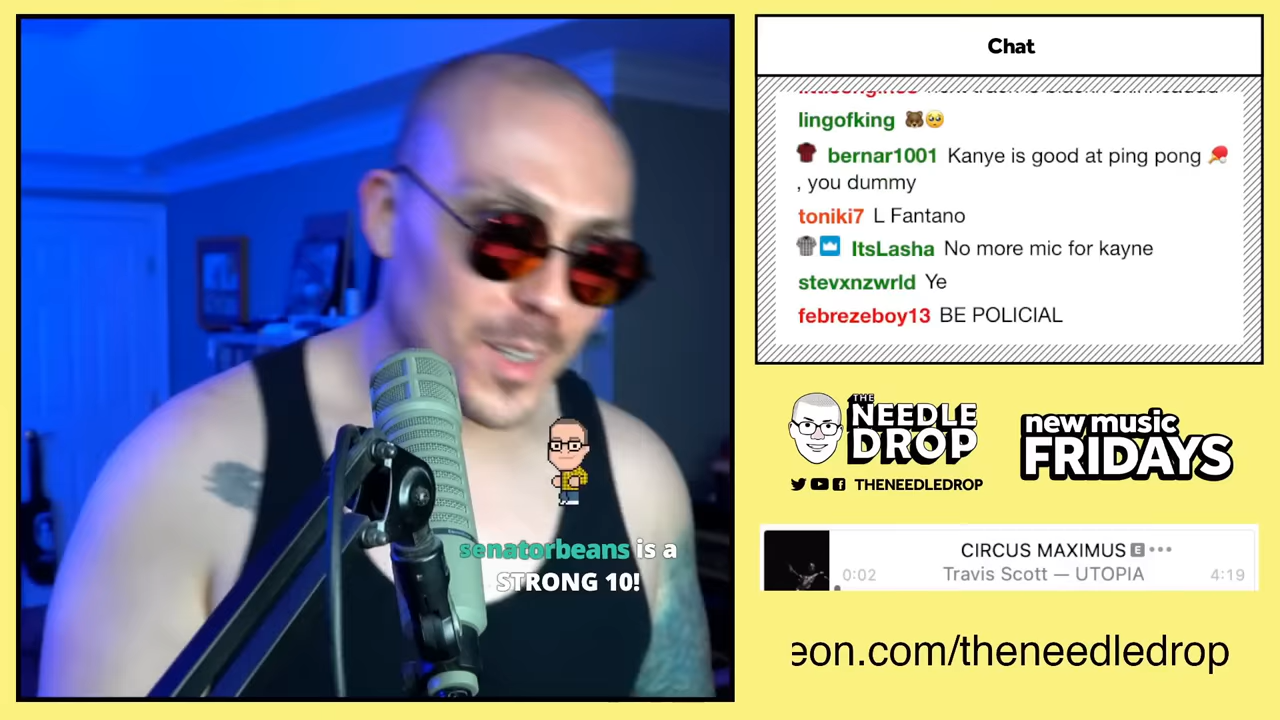 senatorbeans is a
STRONG 10!
Chat
lingofking 🐻🥺
bernar1001 Kanye is good at ping pong 🏓
, you dummy
toniki7 L Fantano
ItsLasha No more mic for kayne
stevxnzwrld Ye
febrezeboy13 BE POLICIAL
THE
NEEDLE
DROP
THENEEDLEDROP
new music
FRIDAYS
CIRCUS MAXIMUS E •••
0:02 Travis Scott — UTOPIA 4:19
eon.com/theneedledrop